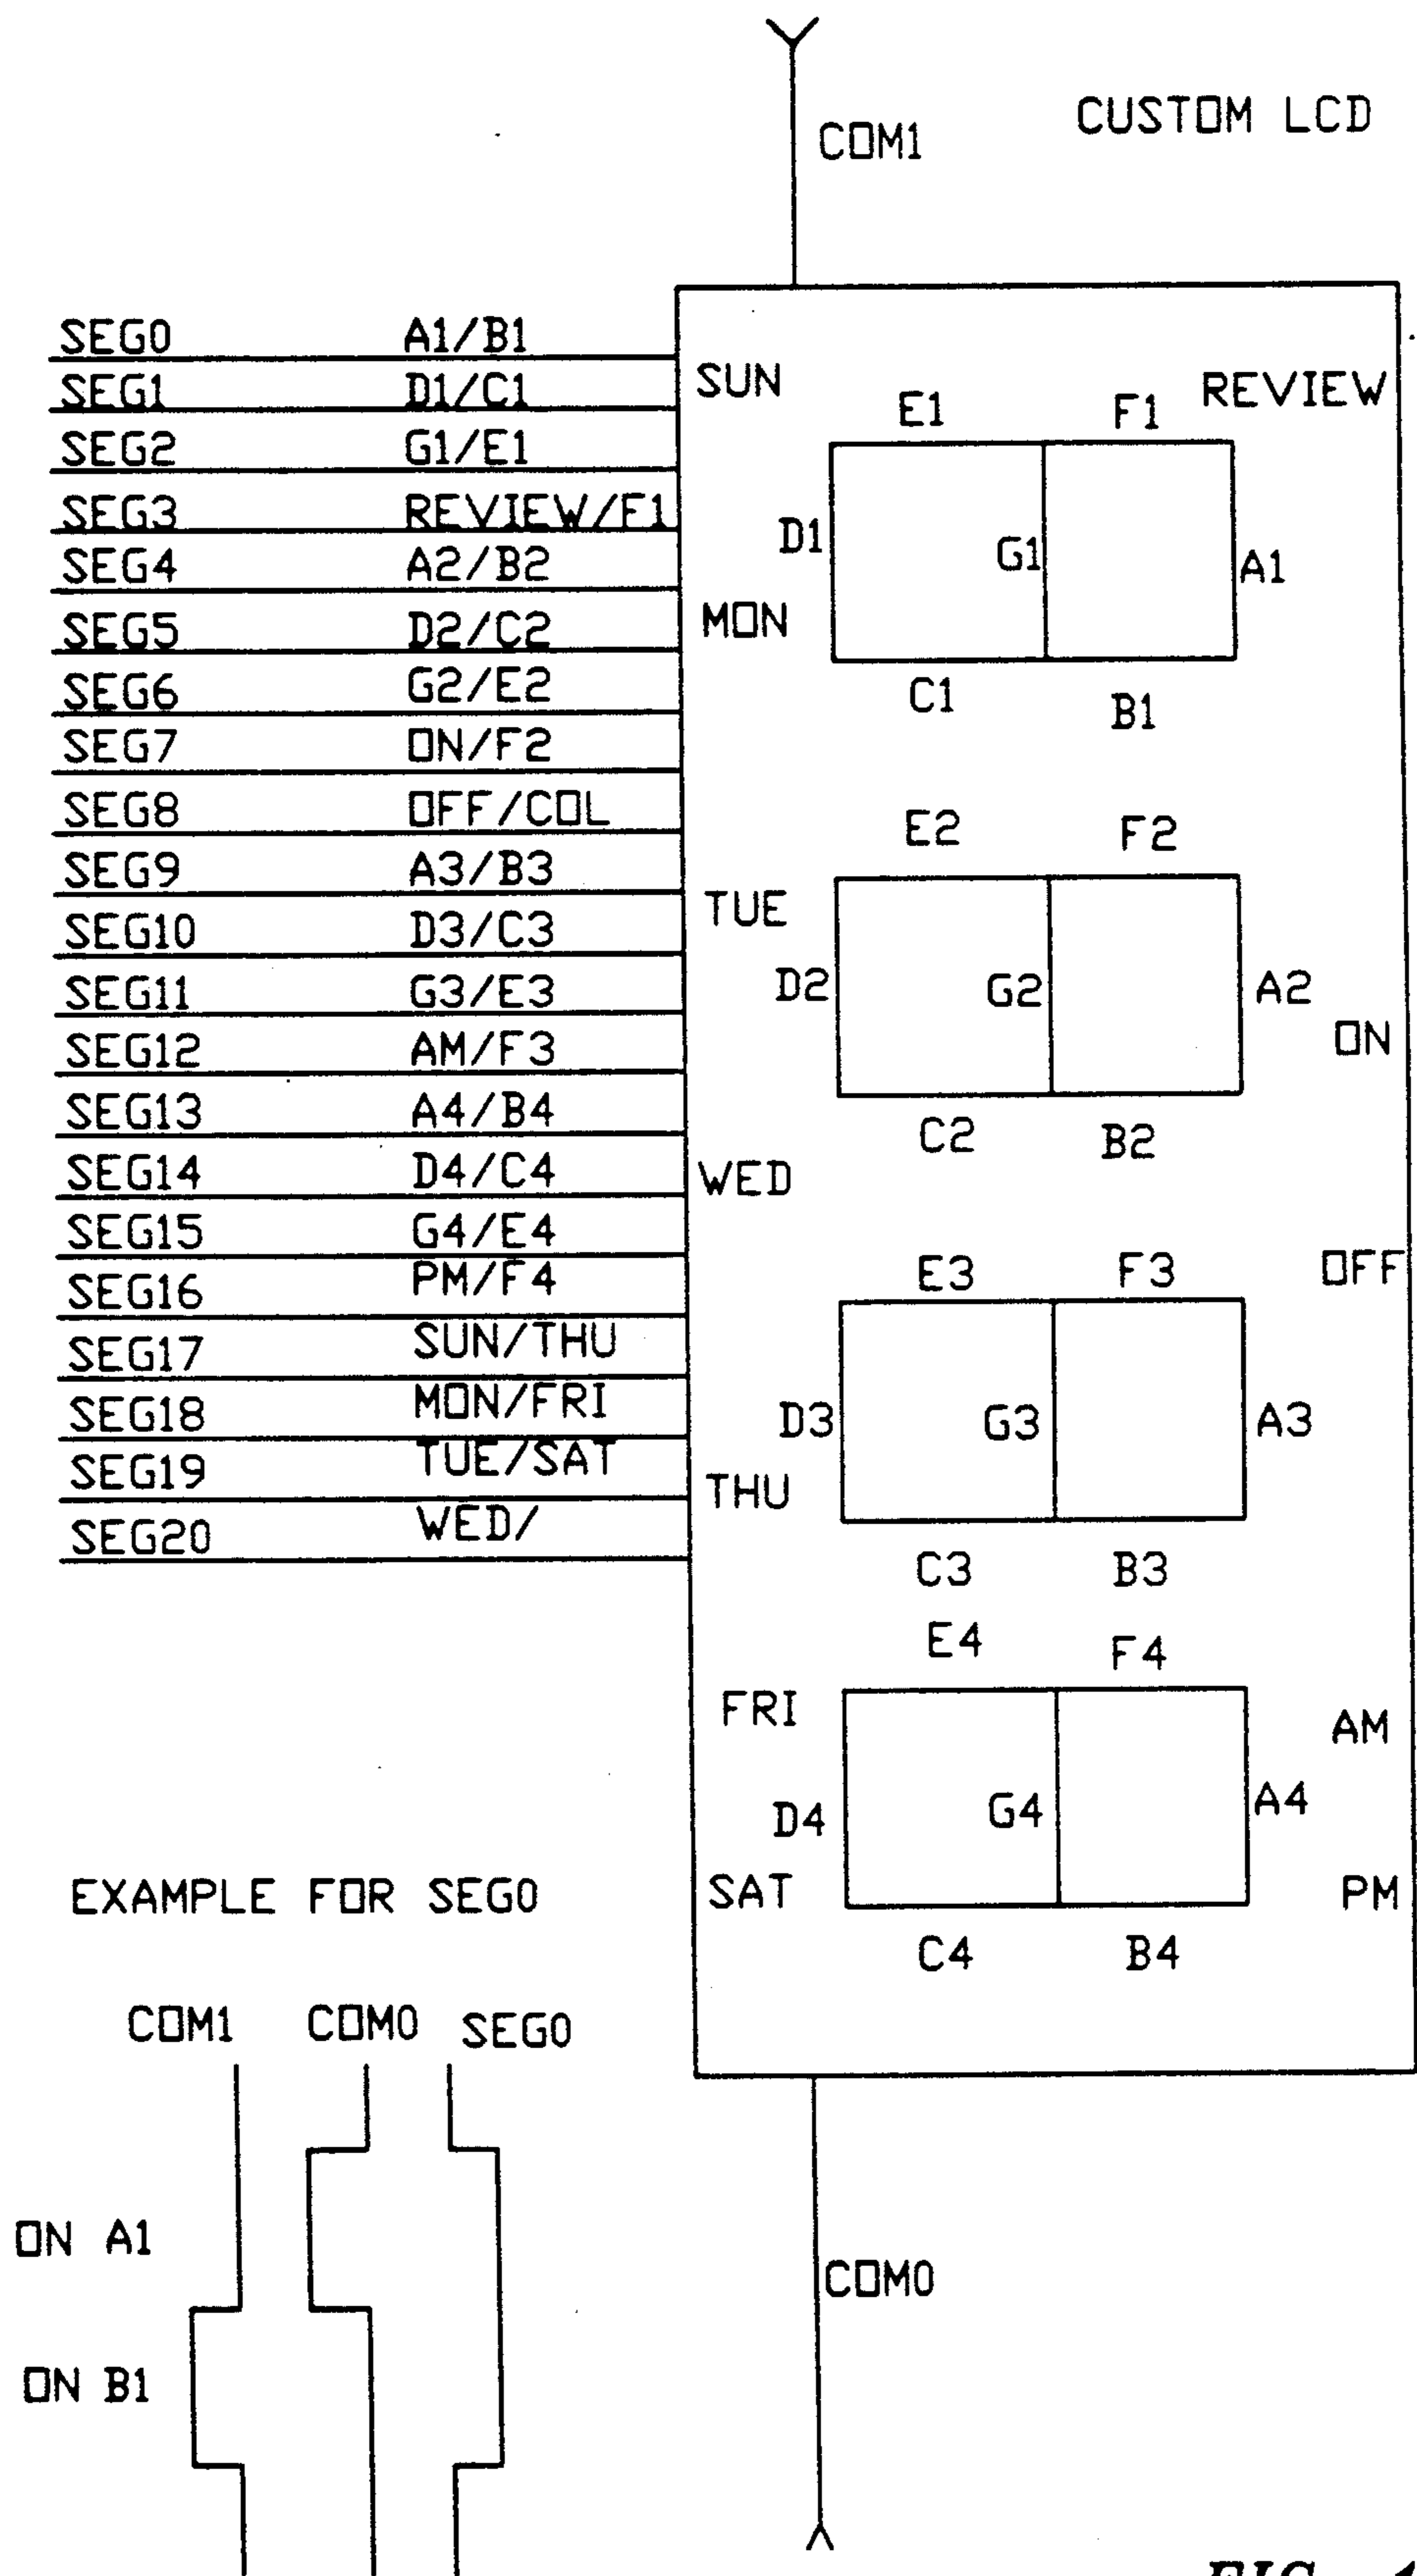 COM1
CUSTOM LCD
SEG0 A1/B1
SEG1 D1/C1
SEG2 G1/E1
SEG3 REVIEW/F1
SEG4 A2/B2
SEG5 D2/C2
SEG6 G2/E2
SEG7 ON/F2
SEG8 OFF/COL
SEG9 A3/B3
SEG10 D3/C3
SEG11 G3/E3
SEG12 AM/F3
SEG13 A4/B4
SEG14 D4/C4
SEG15 G4/E4
SEG16 PM/F4
SEG17 SUN/THU
SEG18 MON/FRI
SEG19 TUE/SAT
SEG20 WED/
SUN
REVIEW
E1 F1
D1 G1 A1
MON
C1 B1
E2 F2
TUE
D2 G2 A2
ON
C2 B2
WED
OFF
E3 F3
D3 G3 A3
THU
C3 B3
E4 F4
FRI
AM
D4 G4 A4
SAT
PM
C4 B4
EXAMPLE FOR SEG0
COM1 COM0 SEG0
ON A1
ON B1
COM0